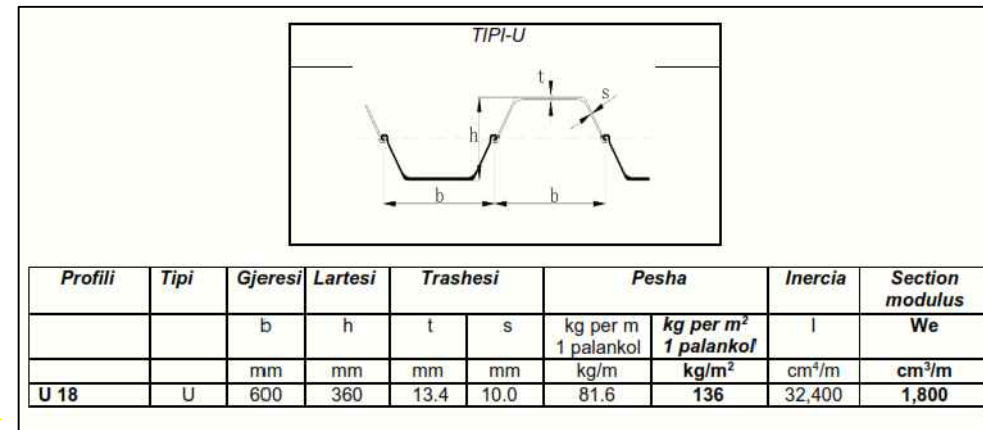 TIPI-U
t
s
h
b b
Profili Tipi Gjeresi Lartesi Trashesi Pesha Inercia Section modulus
b h t s kg per m 1 palankol kg per m² 1 palankol I We
mm mm mm mm kg/m kg/m² cm⁴/m cm³/m
U 18 U 600 360 13.4 10.0 81.6 136 32,400 1,800